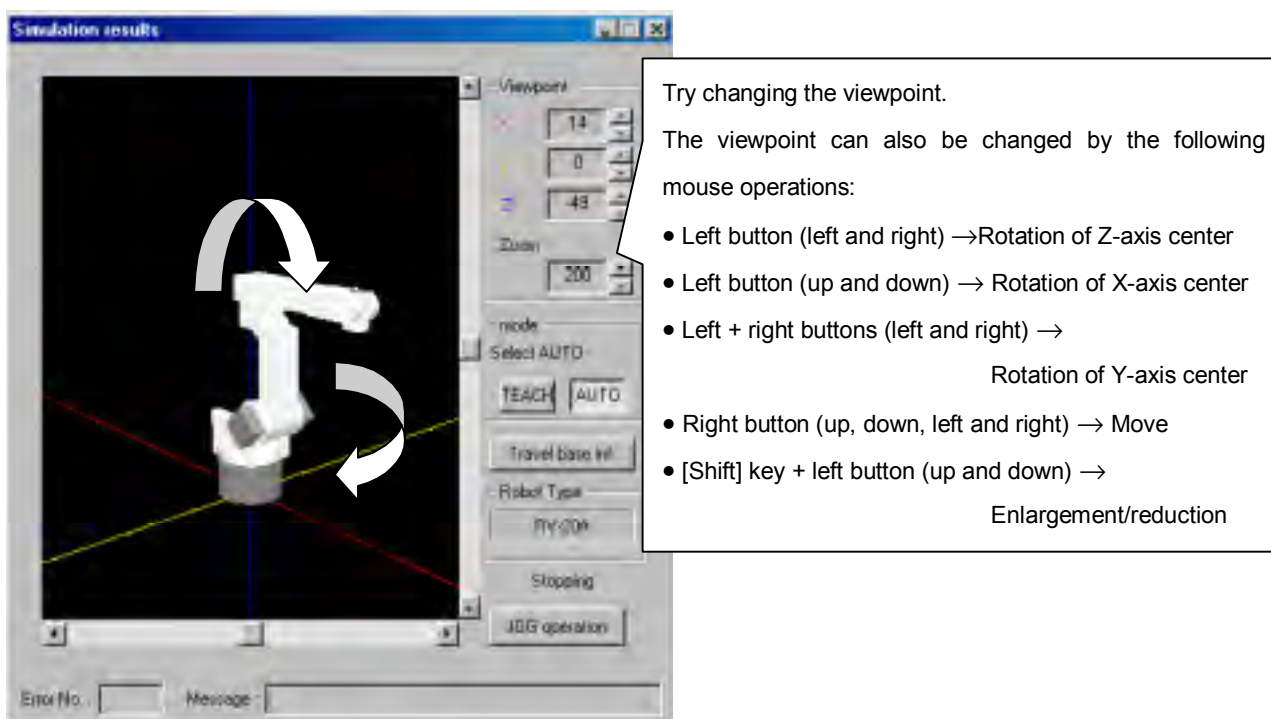 Simulation results
Viewpoint
14
0
Z
-49
Zoom
200
mode
Select AUTO
TEACH
AUTO
Travel base inf.
Robot Type
Stopping
JOG operation
Error No.
Message
Try changing the viewpoint.
The viewpoint can also be changed by the following
mouse operations:
• Left button (left and right) →Rotation of Z-axis center
• Left button (up and down) → Rotation of X-axis center
• Left + right buttons (left and right) →
Rotation of Y-axis center
• Right button (up, down, left and right) → Move
• [Shift] key + left button (up and down) →
Enlargement/reduction